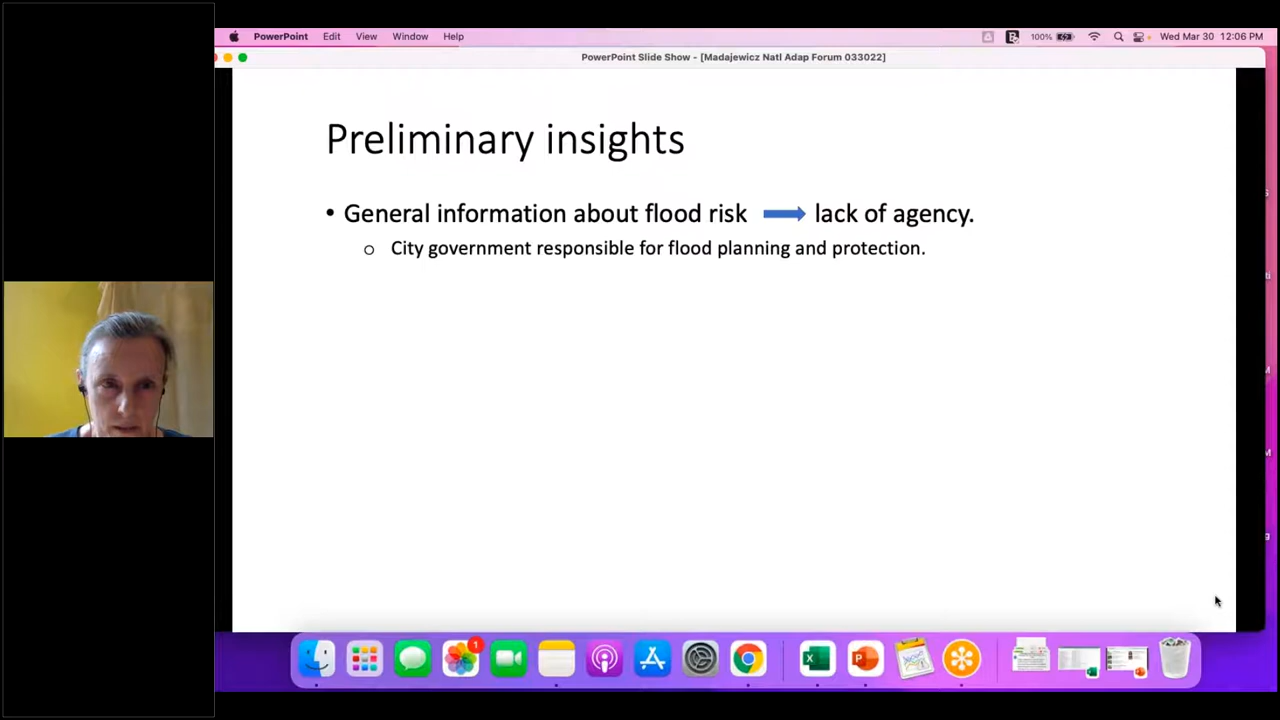 PowerPoint Edit View Window Help 100% Wed Mar 30 12:06 PM
PowerPoint Slide Show - [Madajewicz Natl Adap Forum 033022]
Preliminary insights
• General information about flood risk ➡ lack of agency.
o City government responsible for flood planning and protection.
1